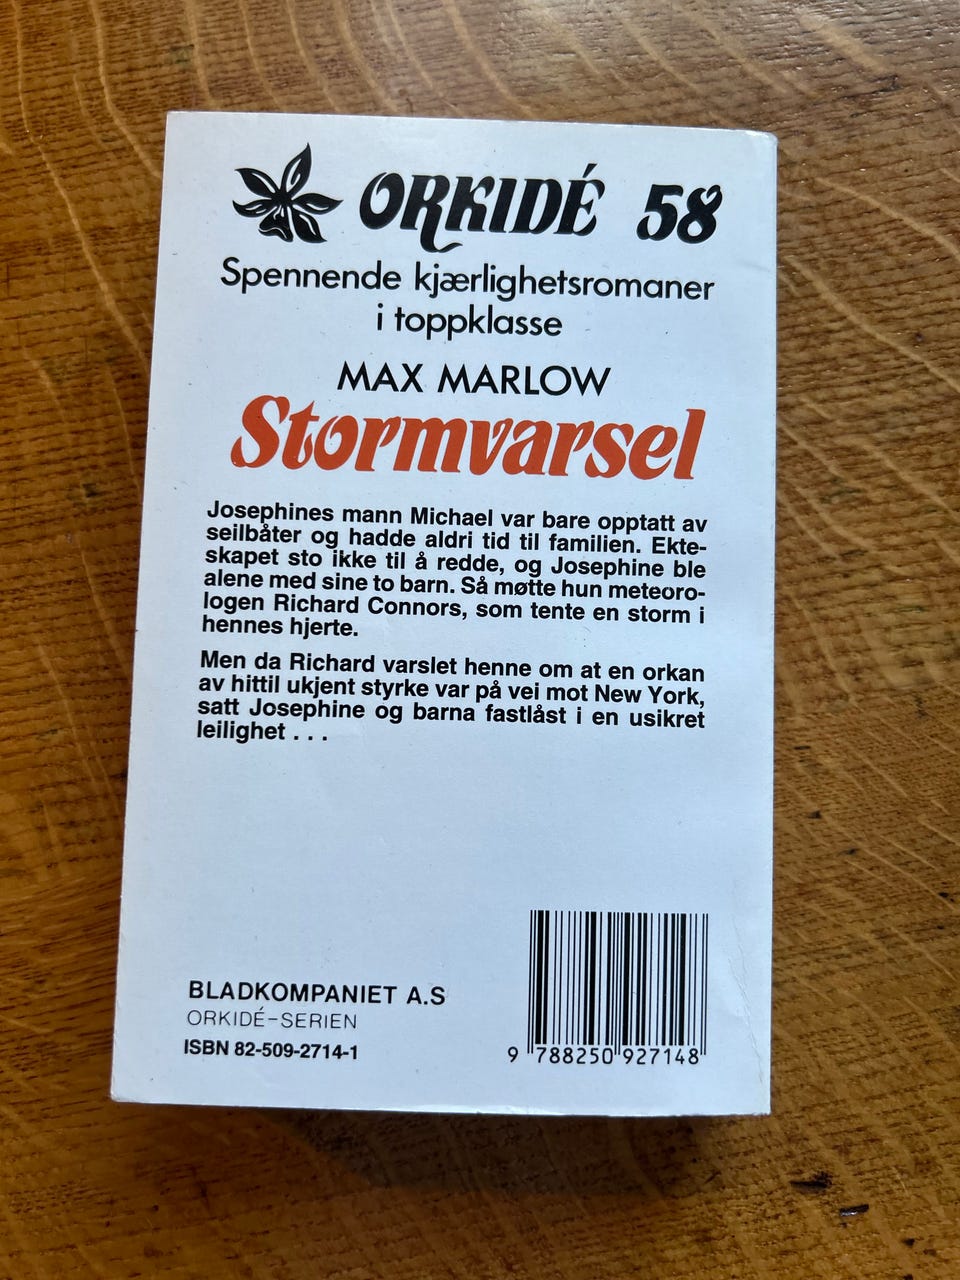 ORKIDÉ 58
Spennende kjærlighetsromaner
i toppklasse
MAX MARLOW
Stormvarsel
Josephines mann Michael var bare opptatt av
seilbåter og hadde aldri tid til familien. Ekte-
skapet sto ikke til å redde, og Josephine ble
alene med sine to barn. Så møtte hun meteoro-
logen Richard Connors, som tente en storm i
hennes hjerte.
Men da Richard varslet henne om at en orkan
av hittil ukjent styrke var på vei mot New York,
satt Josephine og barna fastlåst i en usikret
leilighet . . .
BLADKOMPANIET A.S
ORKIDÉ-SERIEN
ISBN 82-509-2714-1
9 788250 927148